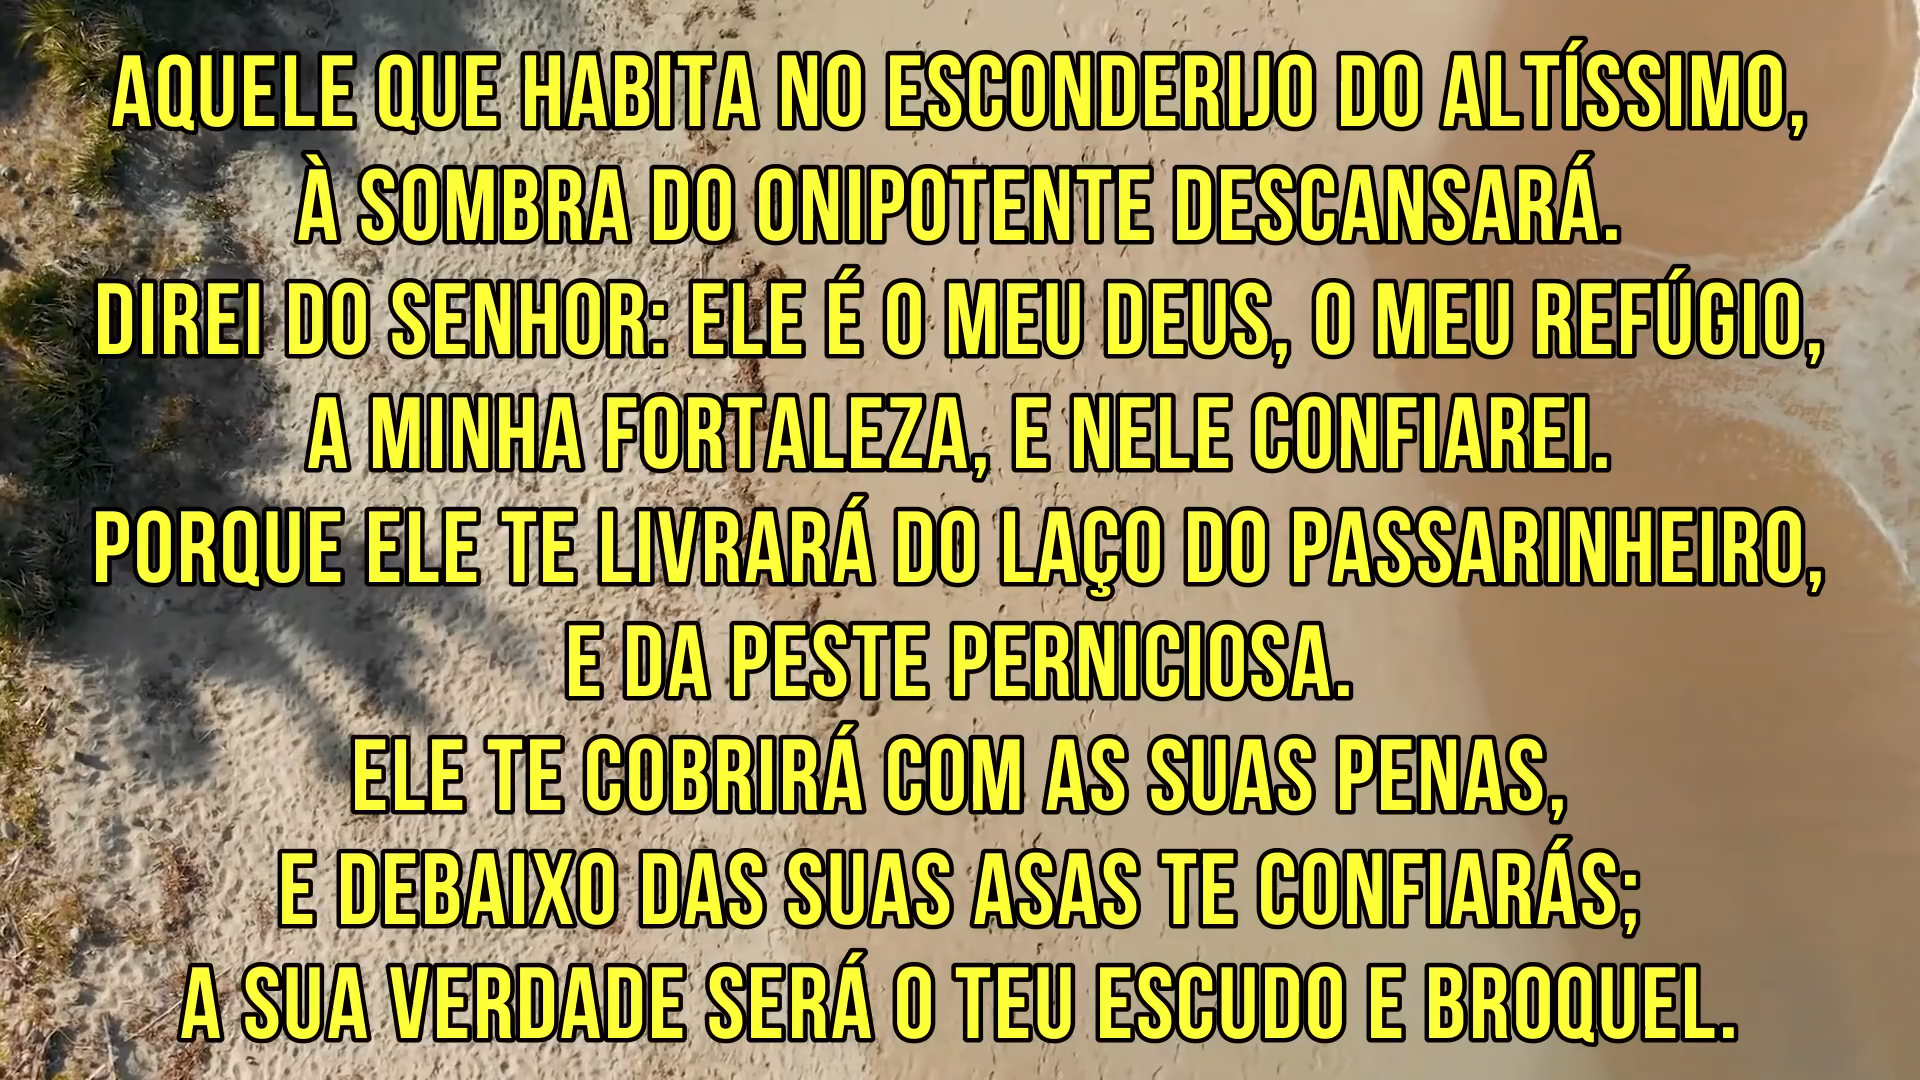 AQUELE QUE HABITA NO ESCONDERIJO DO ALTÍSSIMO,
À SOMBRA DO ONIPOTENTE DESCANSARÁ.
DIREI DO SENHOR: ELE É O MEU DEUS, O MEU REFÚGIO,
A MINHA FORTALEZA, E NELE CONFIAREI.
PORQUE ELE TE LIVRARÁ DO LAÇO DO PASSARINHEIRO,
E DA PESTE PERNICIOSA.
ELE TE COBRIRÁ COM AS SUAS PENAS,
E DEBAIXO DAS SUAS ASAS TE CONFIARÁS;
A SUA VERDADE SERÁ O TEU ESCUDO E BROQUEL.